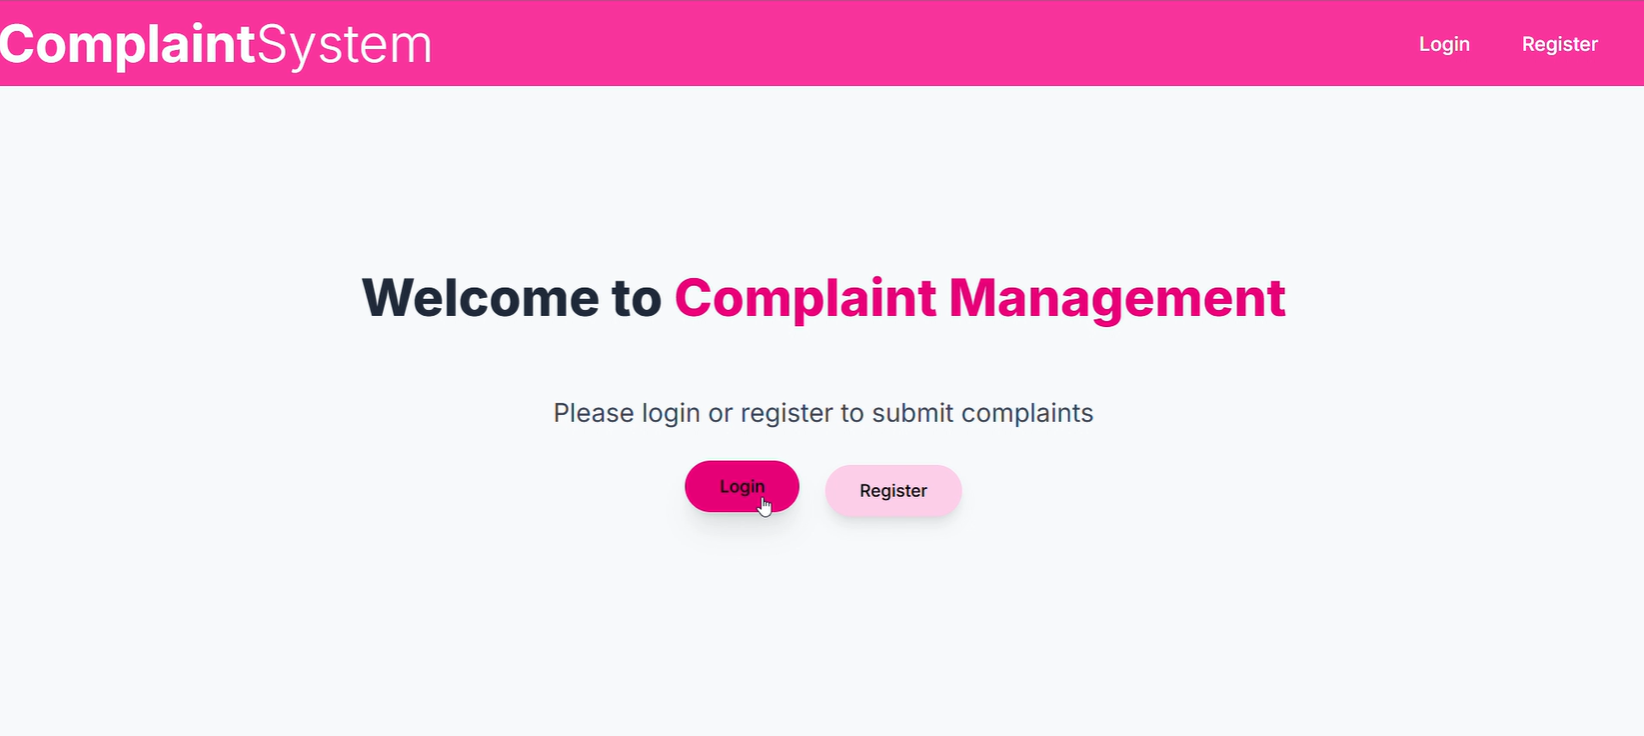 ComplaintSystem
Login Register
Welcome to Complaint Management
Please login or register to submit complaints
Login Register